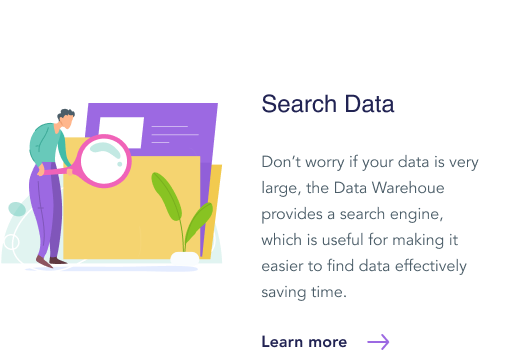 Search Data
Don’t worry if your data is very
large, the Data Warehoue
provides a search engine,
which is useful for making it
easier to find data effectively
saving time.
Learn more